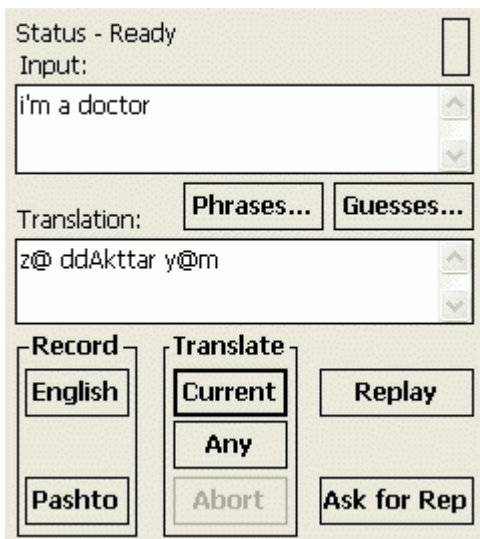 Status - Ready
Input:
i'm a doctor
Phrases... Guesses...
Translation:
z@ ddAkttar y@m
Record Translate
English Current Replay
Any
Pashto Abort Ask for Rep